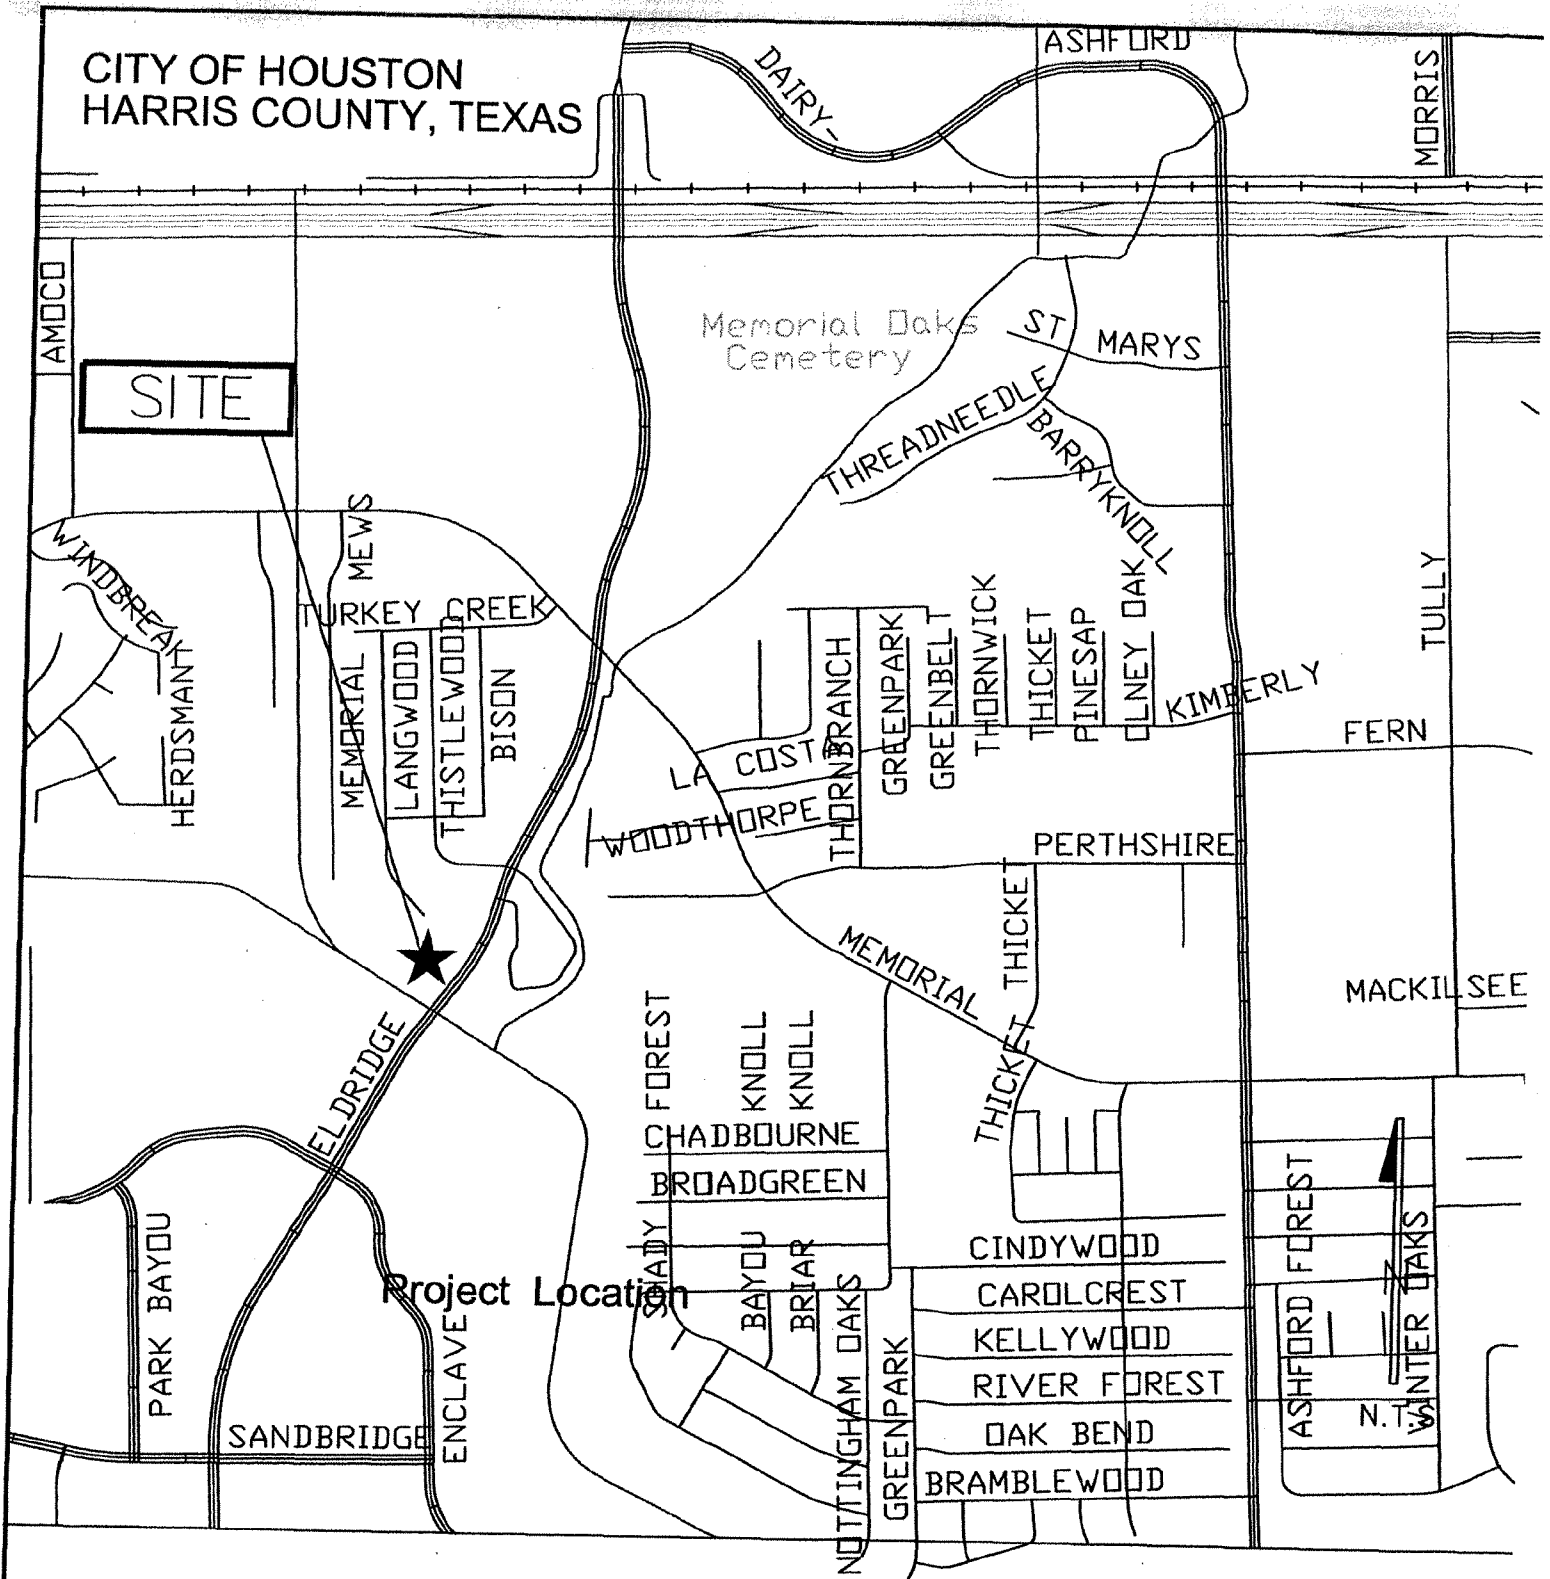 CITY OF HOUSTON
HARRIS COUNTY, TEXAS
DAIRY-
ASHFORD
MORRIS
AMOCO
SITE
Memorial Oaks
Cemetery
ST MARYS
THREADNEEDLE
BARRYKNOLL
WINDBREAK
MEMORIAL MEWS
TURKEY CREEK
HERDSMANT
LANGWOOD
THISTLEWOOD
BISON
LA COSTA
WOODTHORPE
THORNBRANCH
GREENPARK
GREENBELT
THORNWICK
THICKET
PINESAP
OLNEY OAK
KIMBERLY
TULLY
FERN
PERTHSHIRE
MEMORIAL
THICKET
THICKET
MACKILSEE
ELDRIDGE
SHADY FOREST
BAYOU KNOLL
BRIAR KNOLL
CHADBOURNE
BROADGREEN
PARK BAYOU
Project Location
ENCLAVE
SANDBRIDGE
NOTTINGHAM OAKS
GREENPARK
CINDYWOOD
CAROLCREST
KELLYWOOD
RIVER FOREST
OAK BEND
BRAMBLEWOOD
ASHFORD FOREST
WINTER OAKS
N
N.T.S